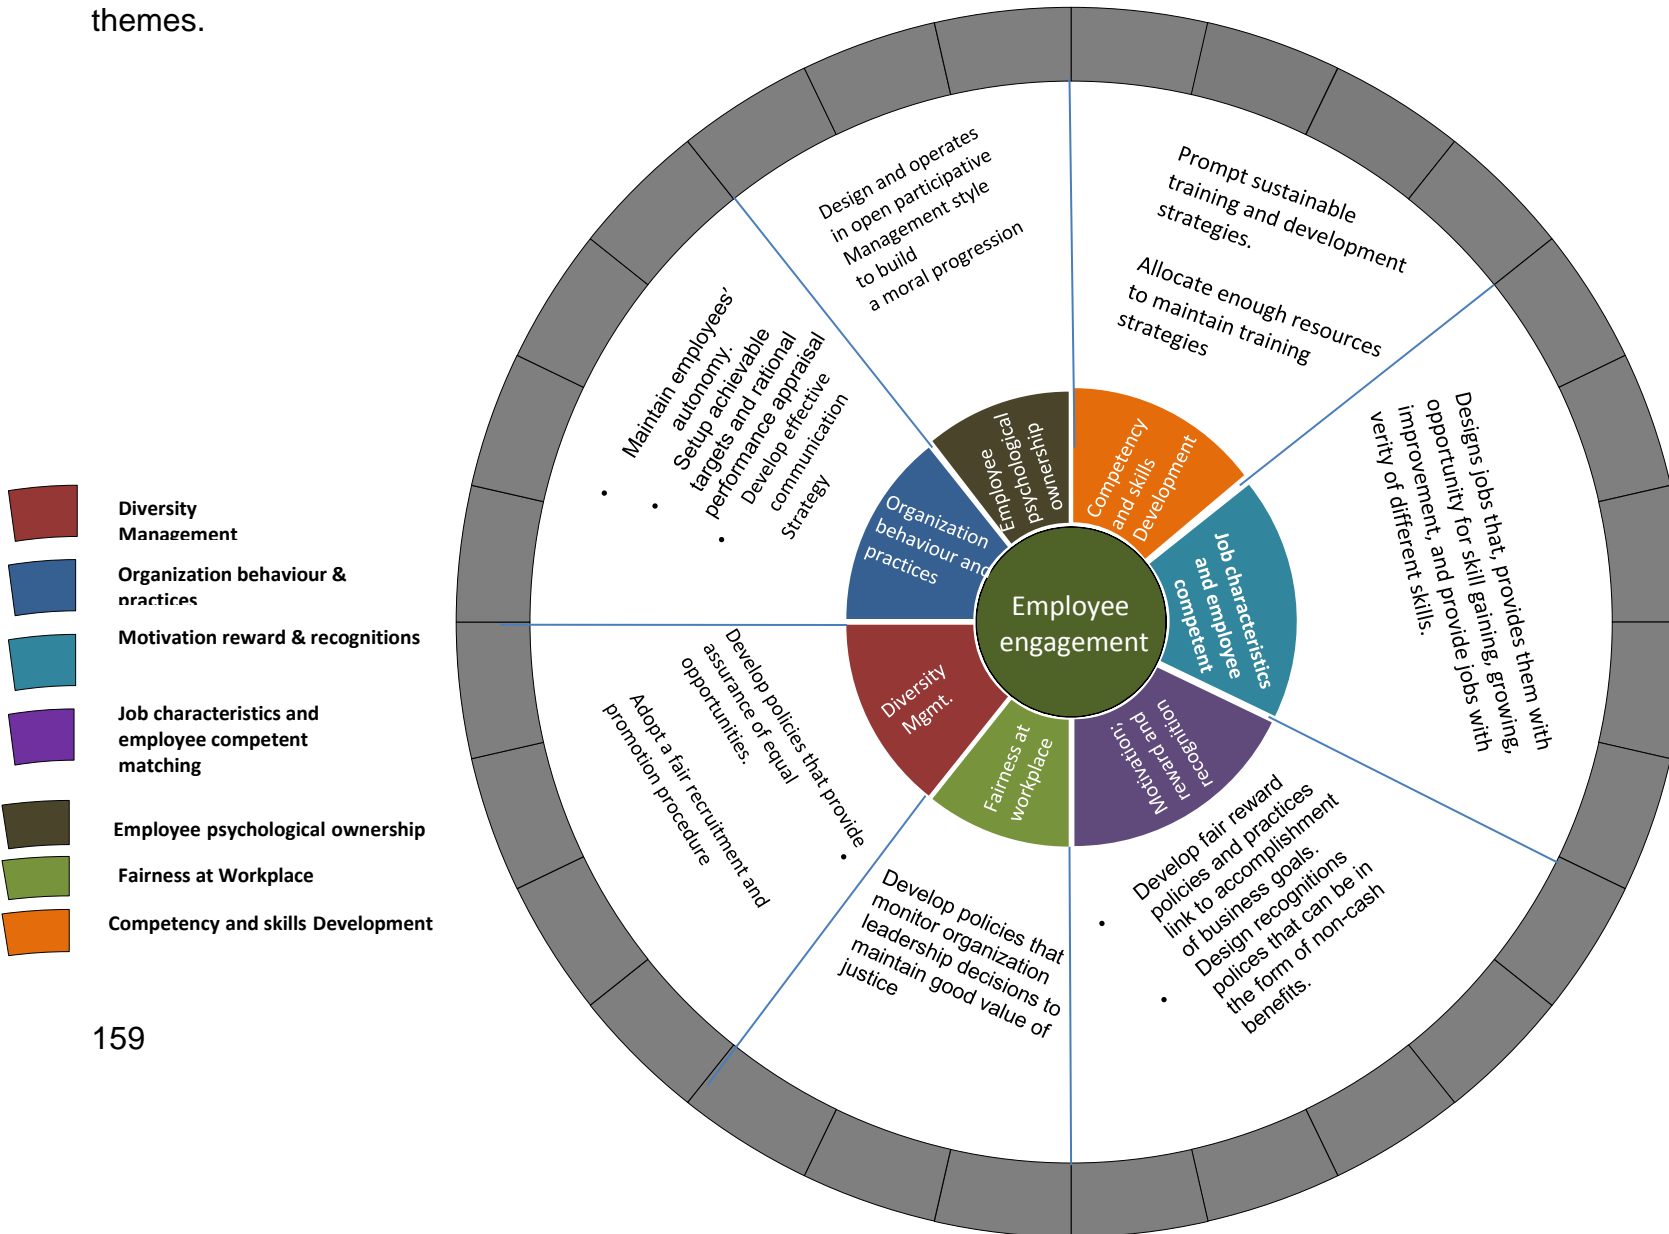 themes.
Design and operates
in open participative
Management style
to build
a moral progression
Prompt sustainable
training and development
strategies.
Allocate enough resources
to maintain training
strategies
Maintain employees’
autonomy.
Setup achievable
targets and rational
performance appraisal
Develop effective
communication
Strategy
Designs jobs that, provides them with
opportunity for skill gaining, growing,
improvement, and provide jobs with
verity of different skills.
Employee
psychological
ownership
Competency
and skills
Development
Organization
behaviour and
practices
Job characteristics
and employee
competent
Employee
engagement
Diversity
Mgmt.
Fairness at
workplace
Motivation;
reward and
recognition
Develop policies that provide
assurance of equal
opportunities.
Adopt a fair recruitment and
promotion procedure
Develop policies that
monitor organization
leadership decisions to
maintain good value of
justice
Develop fair reward
policies and practices
link to accomplishment
of business goals.
Design recognitions
polices that can be in
the form of non-cash
benefits.
Diversity
Management
Organization behaviour &
practices
Motivation reward & recognitions
Job characteristics and
employee competent
matching
Employee psychological ownership
Fairness at Workplace
Competency and skills Development
159